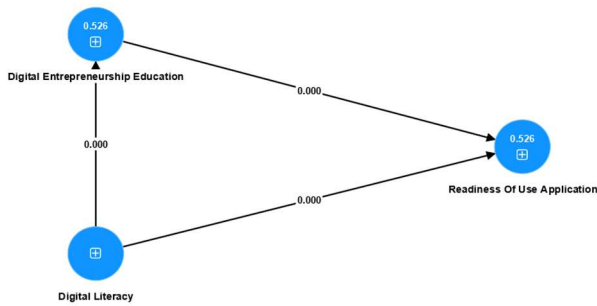 0.526
Digital Entrepreneurship Education
0.000
0.000
0.526
Readiness Of Use Application
0.000
Digital Literacy